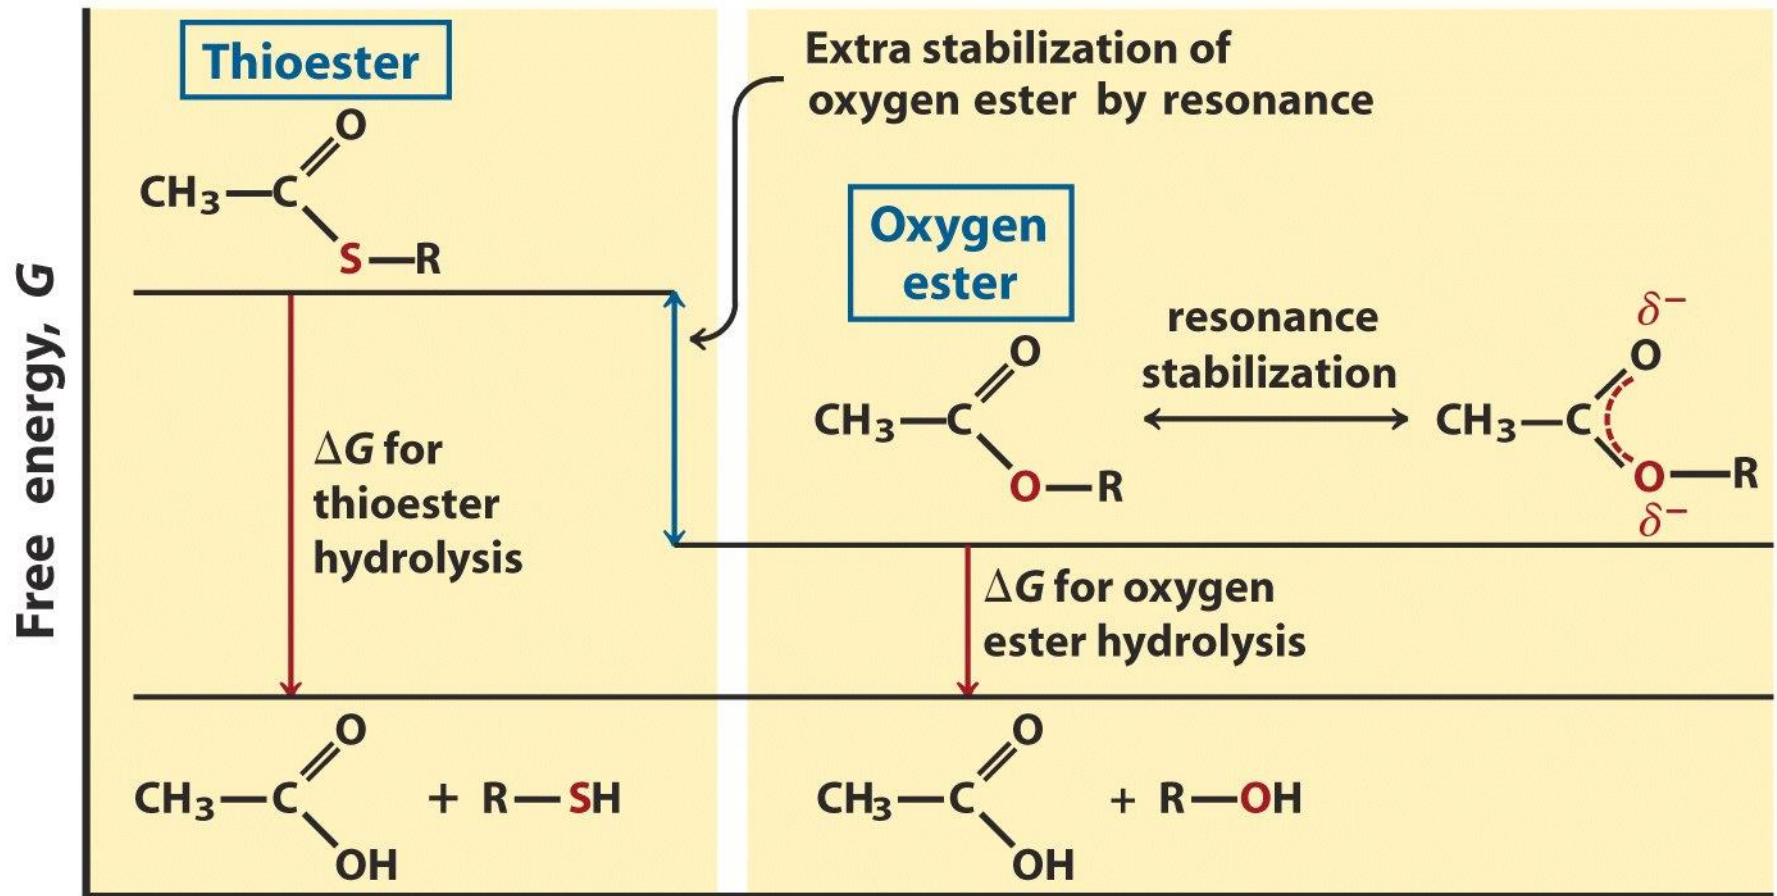 Free energy, G
Thioester
O
CH₃—C
S—R
ΔG for
thioester
hydrolysis
O
CH₃—C
OH
+ R—SH
Extra stabilization of
oxygen ester by resonance
Oxygen
ester
O
CH₃—C
O—R
resonance
stabilization
δ⁻
O
CH₃—C
O—R
δ⁻
ΔG for oxygen
ester hydrolysis
O
CH₃—C
OH
+ R—OH